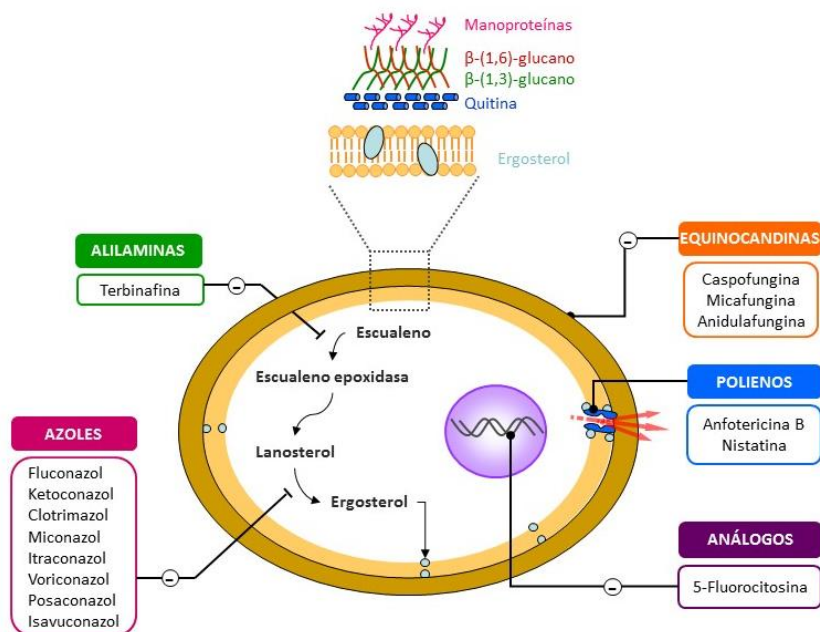 Manoproteínas
β-(1,6)-glucano
β-(1,3)-glucano
Quitina
Ergosterol
ALILAMINAS
Terbinafina
EQUINOCANDINAS
Caspofungina
Micafungina
Anidulafungina
Escualeno
Escualeno epoxidasa
Lanosterol
Ergosterol
POLIENOS
Anfotericina B
Nistatina
AZOLES
Fluconazol
Ketoconazol
Clotrimazol
Miconazol
Itraconazol
Voriconazol
Posaconazol
Isavuconazol
ANÁLOGOS
5-Fluorocitosina